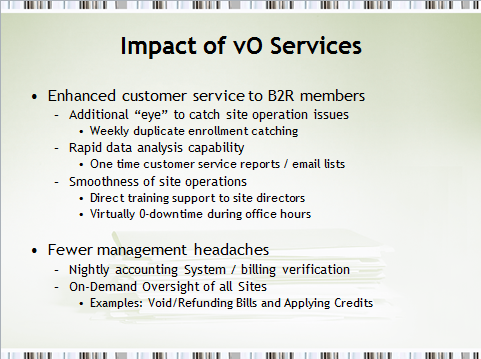 Impact of vO Services
• Enhanced customer service to B2R members
– Additional “eye” to catch site operation issues
• Weekly duplicate enrollment catching
– Rapid data analysis capability
• One time customer service reports / email lists
– Smoothness of site operations
• Direct training support to site directors
• Virtually 0-downtime during office hours
• Fewer management headaches
– Nightly accounting System / billing verification
– On-Demand Oversight of all Sites
• Examples: Void/Refunding Bills and Applying Credits